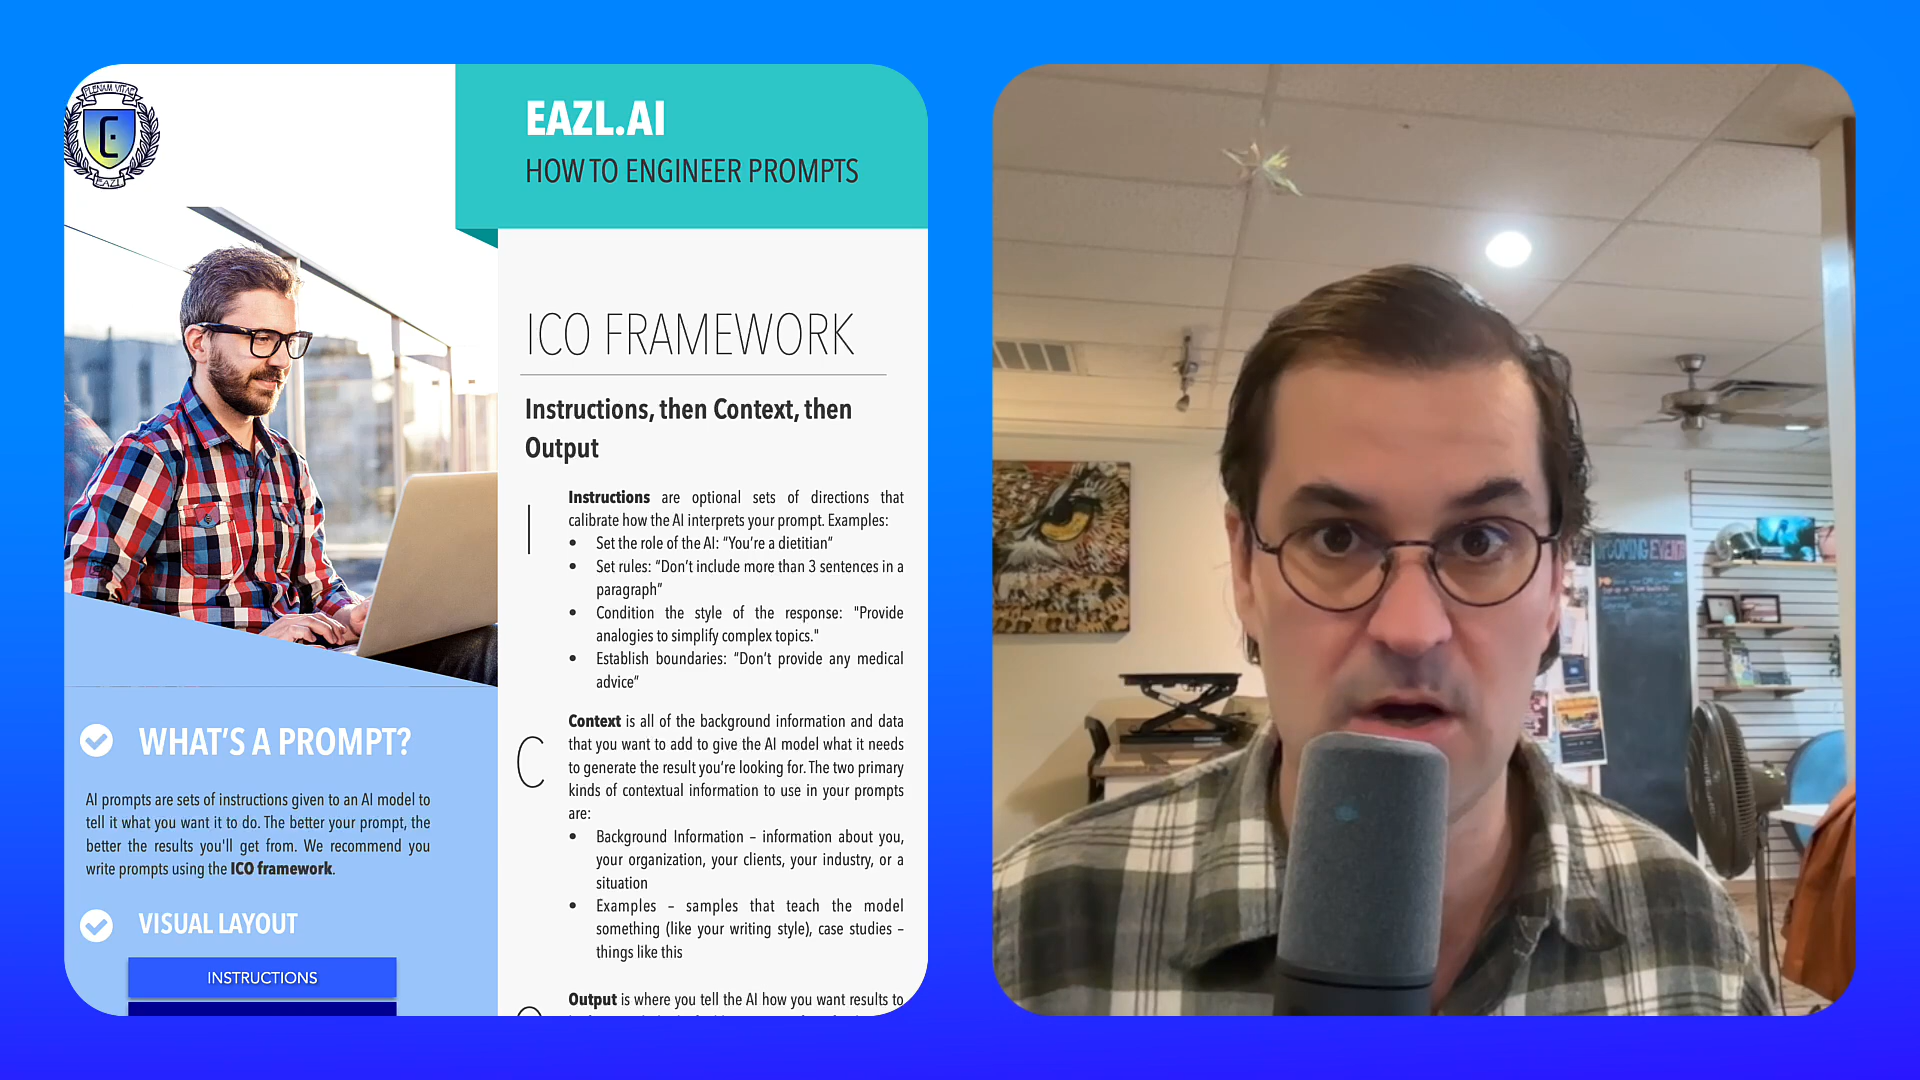 PLENAM VITAE
E
EAZL
EAZL.AI
HOW TO ENGINEER PROMPTS
ICO FRAMEWORK
Instructions, then Context, then
Output
I
Instructions are optional sets of directions that
calibrate how the AI interprets your prompt. Examples:
• Set the role of the AI: “You’re a dietitian”
• Set rules: “Don’t include more than 3 sentences in a
paragraph”
• Condition the style of the response: "Provide
analogies to simplify complex topics."
• Establish boundaries: “Don’t provide any medical
advice”
C
Context is all of the background information and data
that you want to add to give the AI model what it needs
to generate the result you’re looking for. The two primary
kinds of contextual information to use in your prompts
are:
• Background Information – information about you,
your organization, your clients, your industry, or a
situation
• Examples – samples that teach the model
something (like your writing style), case studies –
things like this
Output is where you tell the AI how you want results to
WHAT’S A PROMPT?
AI prompts are sets of instructions given to an AI model to
tell it what you want it to do. The better your prompt, the
better the results you'll get from. We recommend you
write prompts using the ICO framework.
VISUAL LAYOUT
INSTRUCTIONS
UPCOMING EVENTS